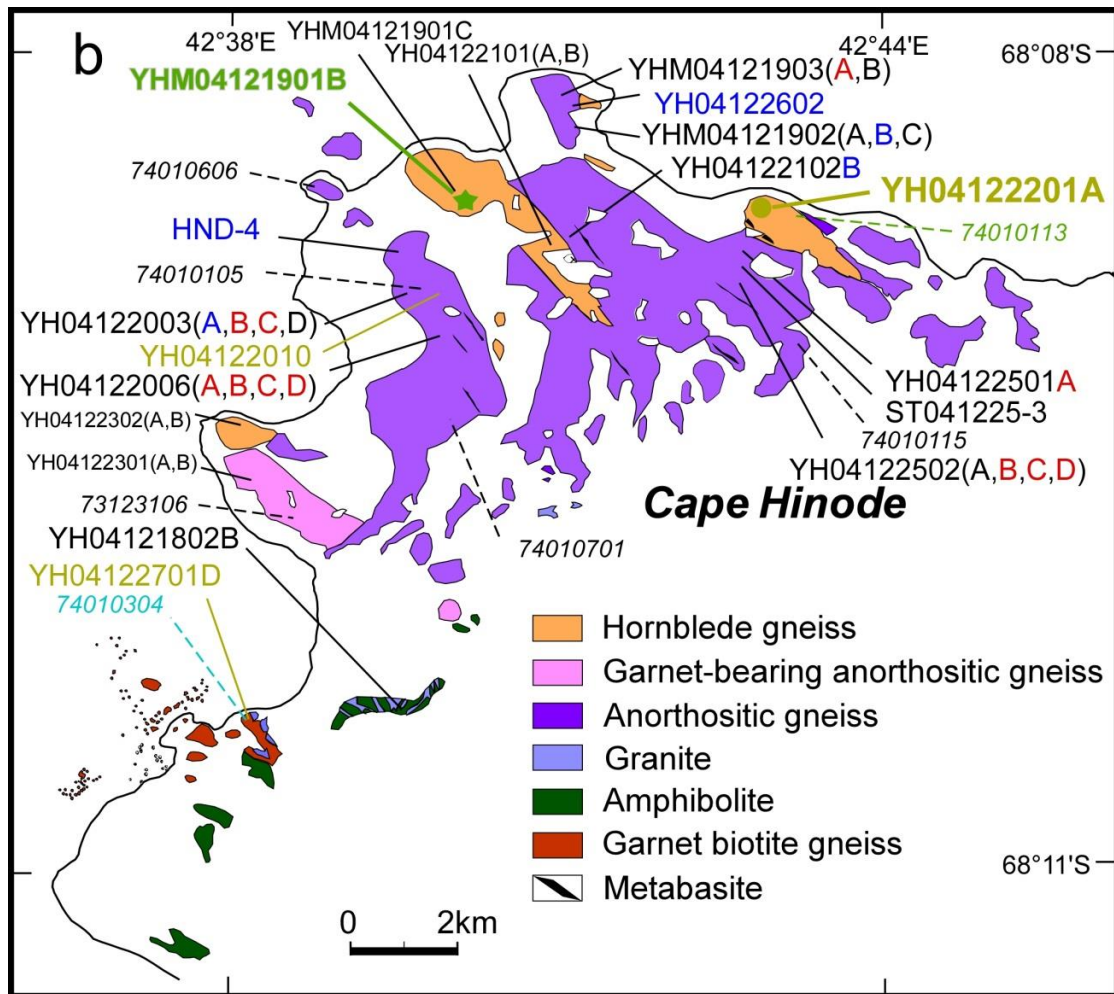 b
42°38'E
YHM04121901C
YH04122101(A,B)
42°44'E
68°08'S
YHM04121901B
YHM04121903(A,B)
YH04122602
YHM04121902(A,B,C)
YH04122102B
74010606
YH04122201A
HND-4
74010113
74010105
YH04122003(A,B,C,D)
YH04122010
YH04122006(A,B,C,D)
YH04122501A
ST041225-3
YH04122302(A,B)
74010115
YH04122301(A,B)
YH04122502(A,B,C,D)
73123106
Cape Hinode
YH04121802B
74010701
YH04122701D
74010304
Hornblede gneiss
Garnet-bearing anorthositic gneiss
Anorthositic gneiss
Granite
Amphibolite
Garnet biotite gneiss
68°11'S
Metabasite
0 2km